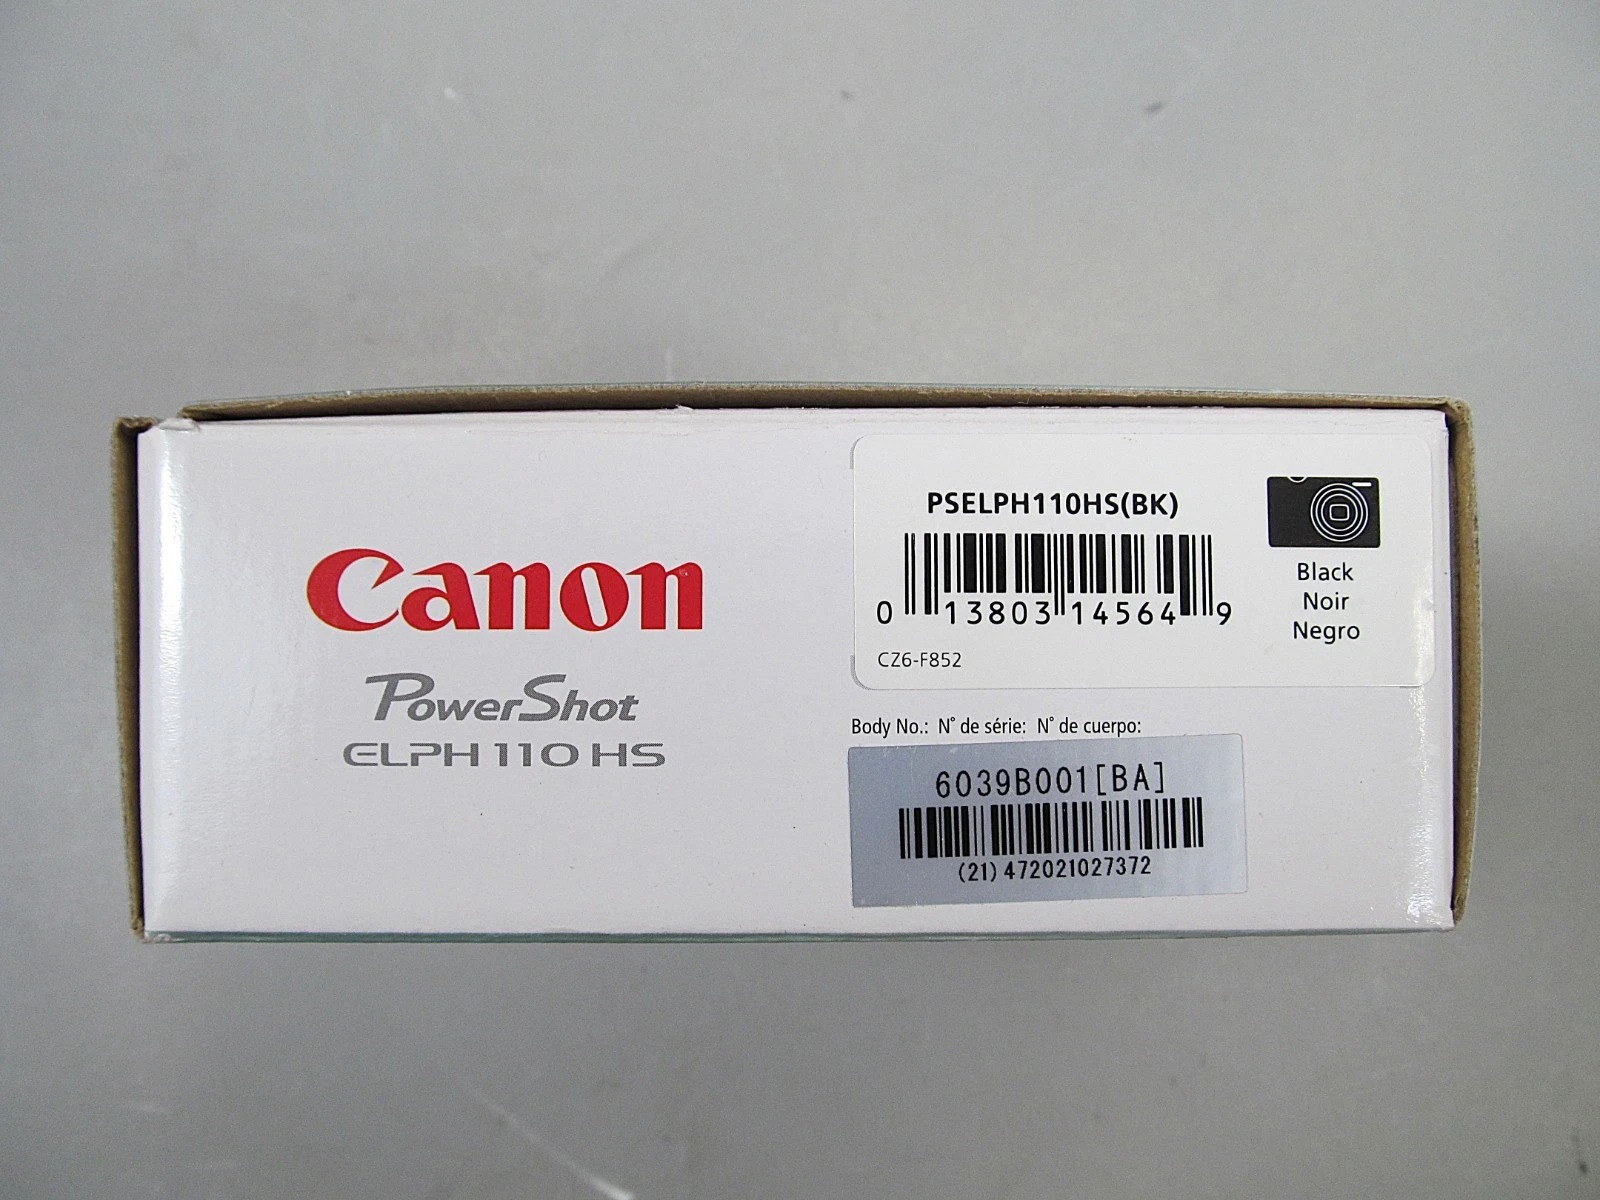 Canon
PowerShot
ELPH 110 HS
PSELPH110HS(BK)
0 13803 14564 9
CZ6-F852
Black
Noir
Negro
Body No.: N° de série: N° de cuerpo:
6039B001[BA]
(21)472021027372